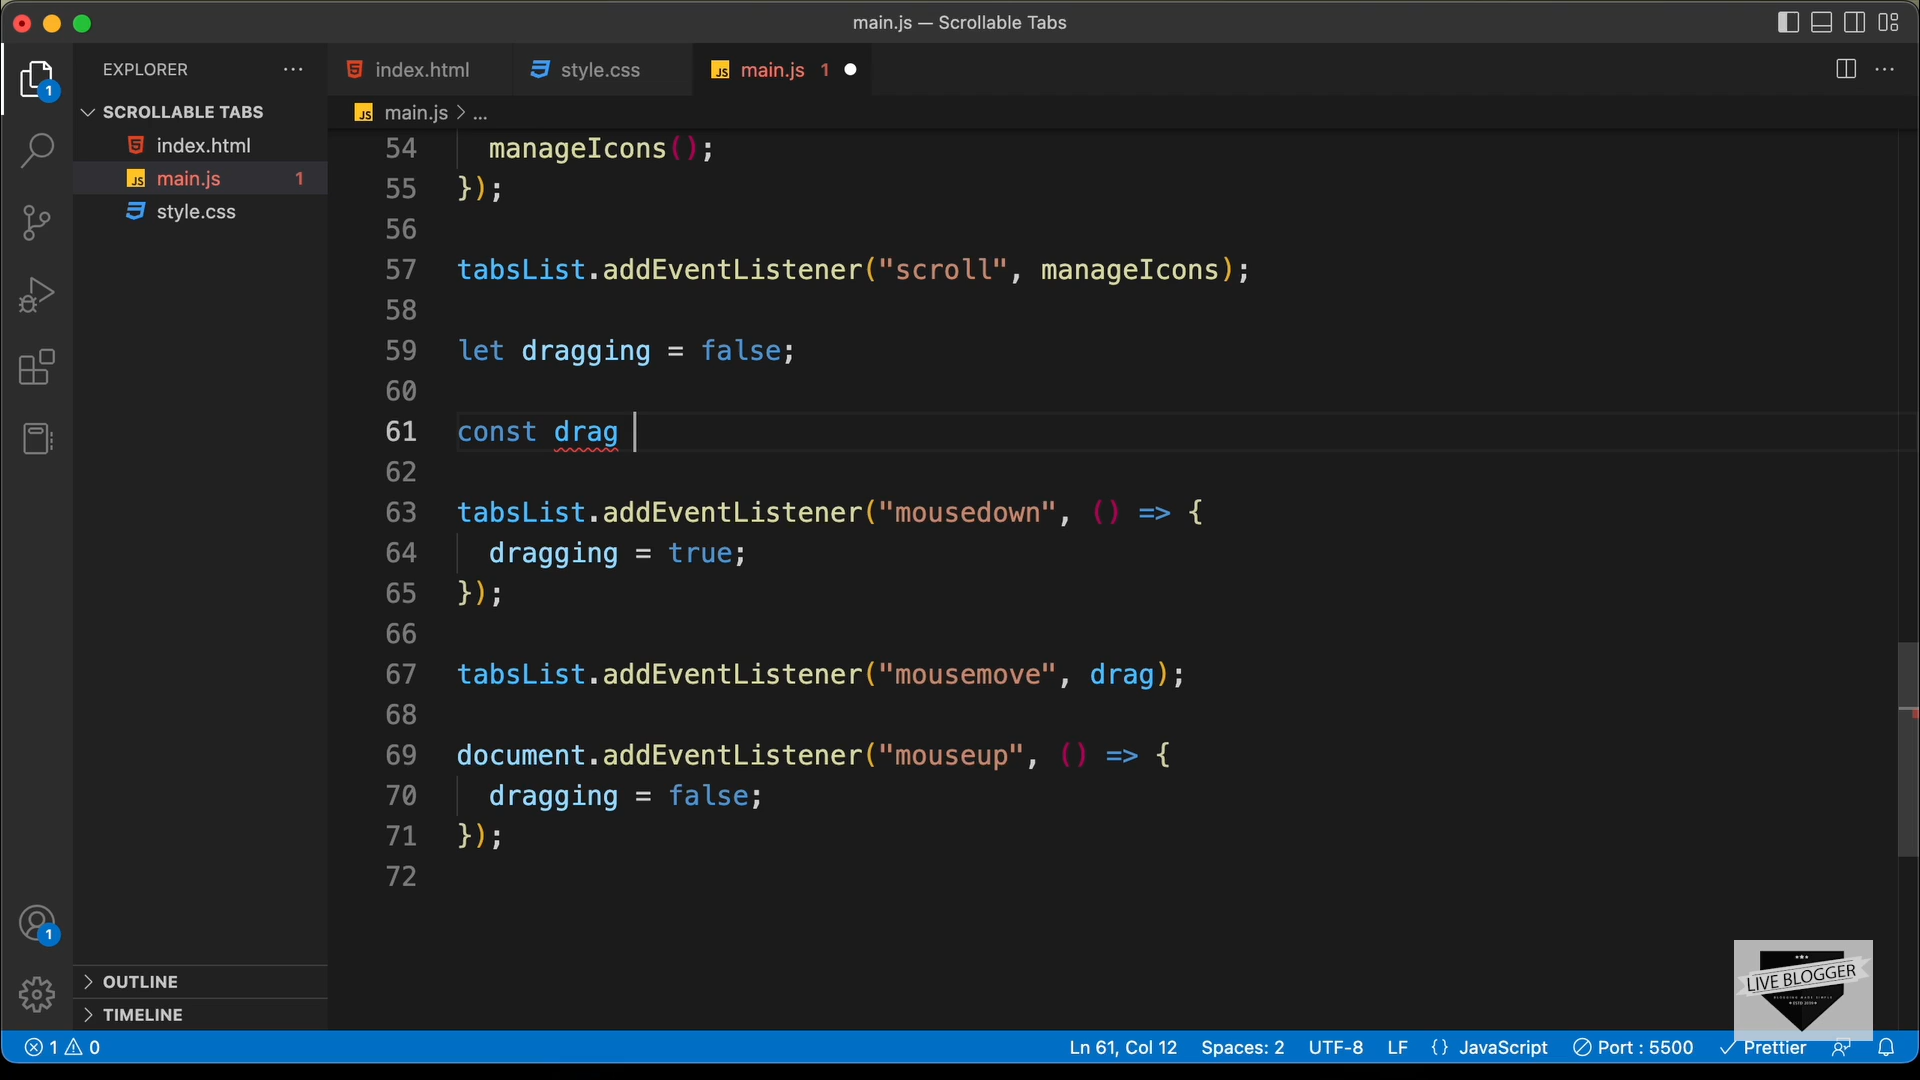 main.js — Scrollable Tabs
EXPLORER
index.html
style.css
main.js 1
1
SCROLLABLE TABS
main.js > ...
index.html
main.js 1
style.css
54 manageIcons();
55 });
56
57 tabsList.addEventListener("scroll", manageIcons);
58
59 let dragging = false;
60
61 const drag
62
63 tabsList.addEventListener("mousedown", () => {
64 dragging = true;
65 });
66
67 tabsList.addEventListener("mousemove", drag);
68
69 document.addEventListener("mouseup", () => {
70 dragging = false;
71 });
72
1
OUTLINE
TIMELINE
LIVE BLOGGER
1 0
Ln 61, Col 12 Spaces: 2 UTF-8 LF {} JavaScript Port : 5500 Prettier